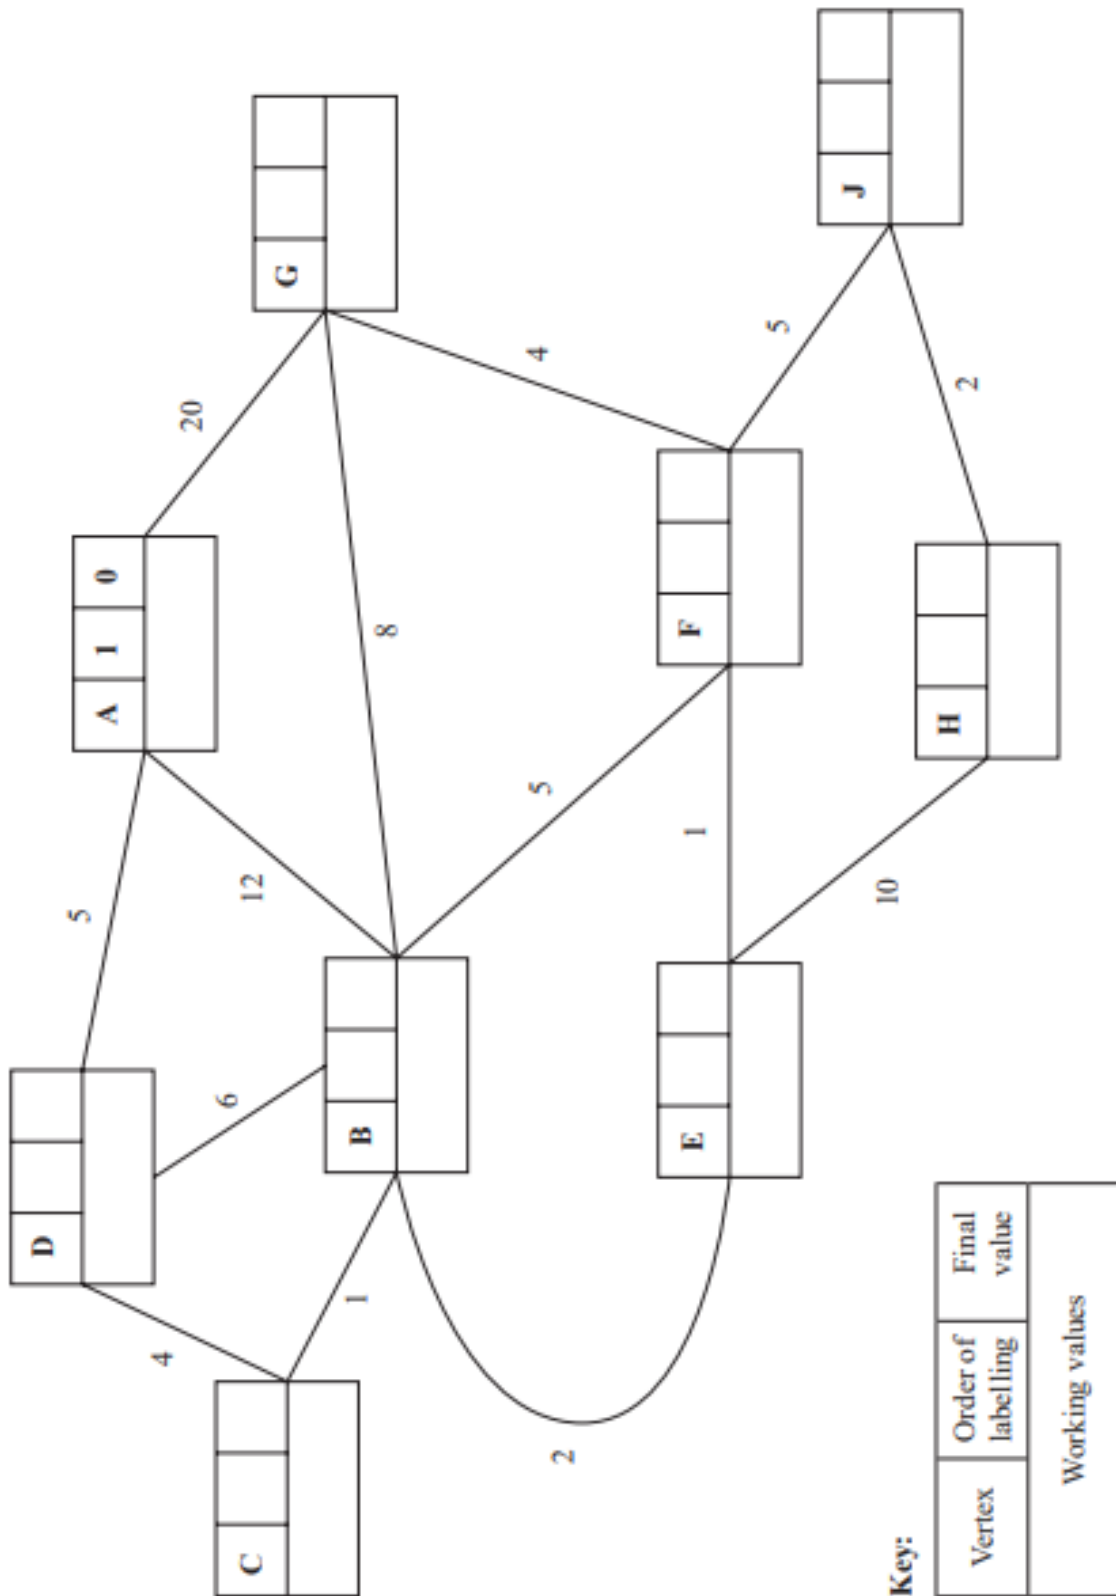 D
5
A 1 0
4
20
6
C
12
G
1
B
8
4
5
2
E
1
F
5
J
10
H
2
Key:
Vertex
Order of
labelling
Final
value
Working values